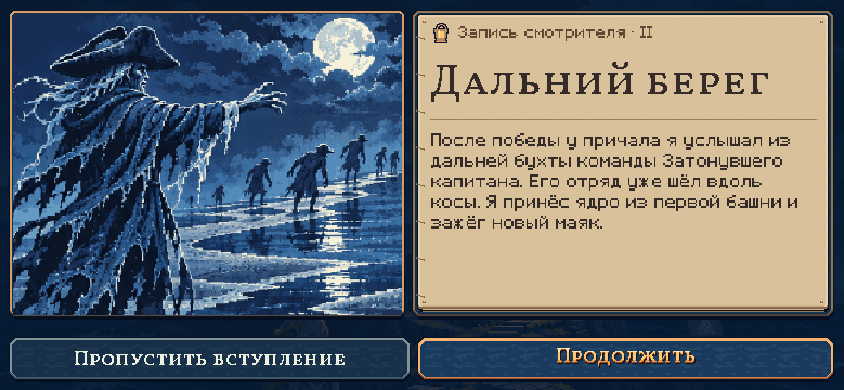 Запись смотрителя · II
Дальний берег
После победы у причала я услышал из
дальней бухты команды Затонувшего
капитана. Его отряд уже шёл вдоль
косы. Я принёс ядро из первой башни и
зажёг новый маяк.
Пропустить вступление
Продолжить